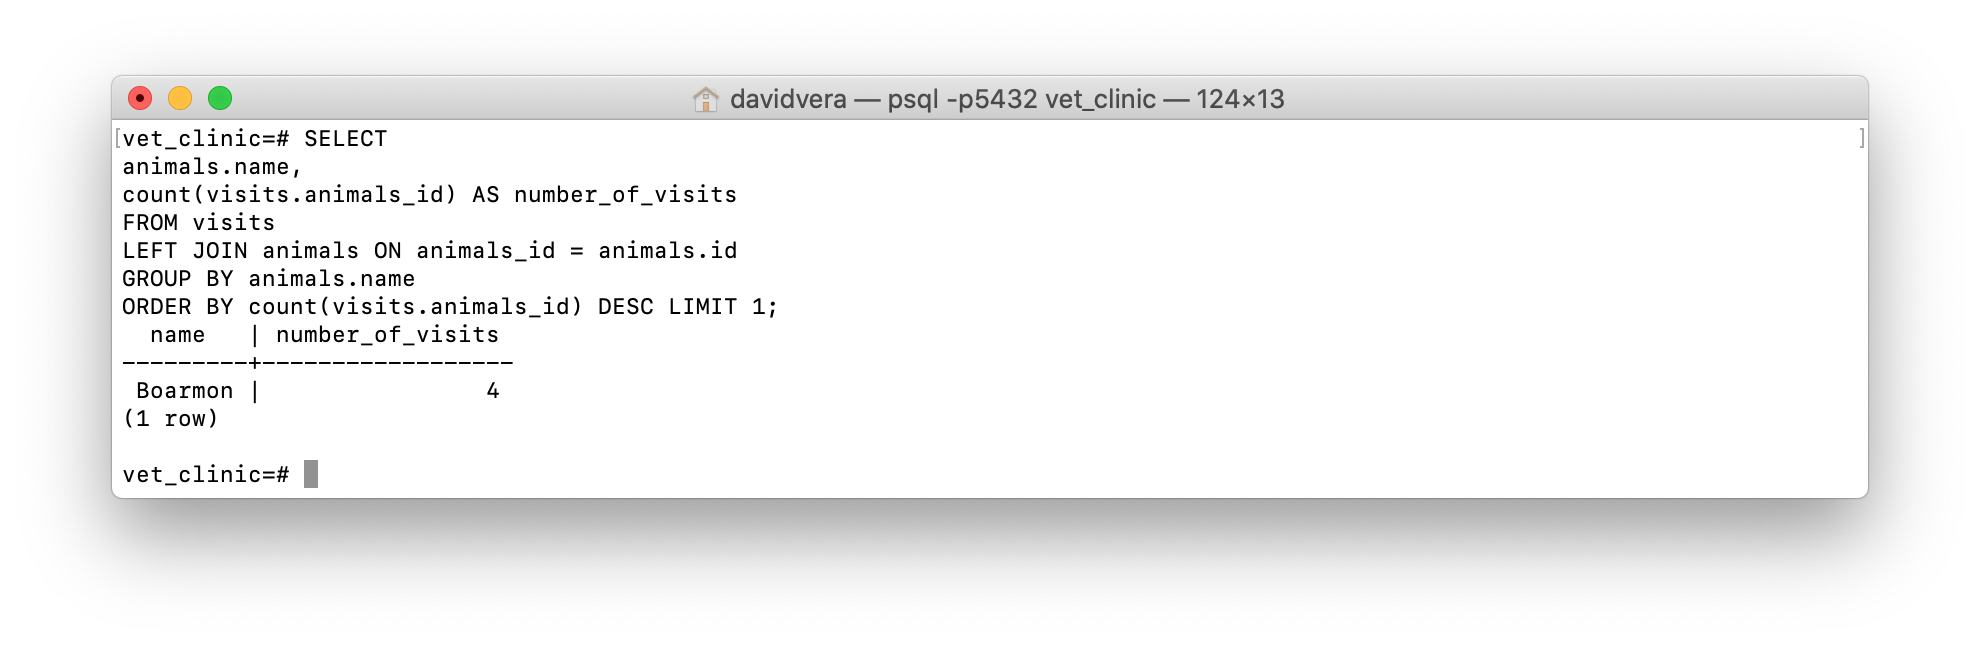 davidvera — psql -p5432 vet_clinic — 124×13
[vet_clinic=# SELECT ]
animals.name,
count(visits.animals_id) AS number_of_visits
FROM visits
LEFT JOIN animals ON animals_id = animals.id
GROUP BY animals.name
ORDER BY count(visits.animals_id) DESC LIMIT 1;
  name   | number_of_visits
---------+------------------
 Boarmon |                4
(1 row)
vet_clinic=#